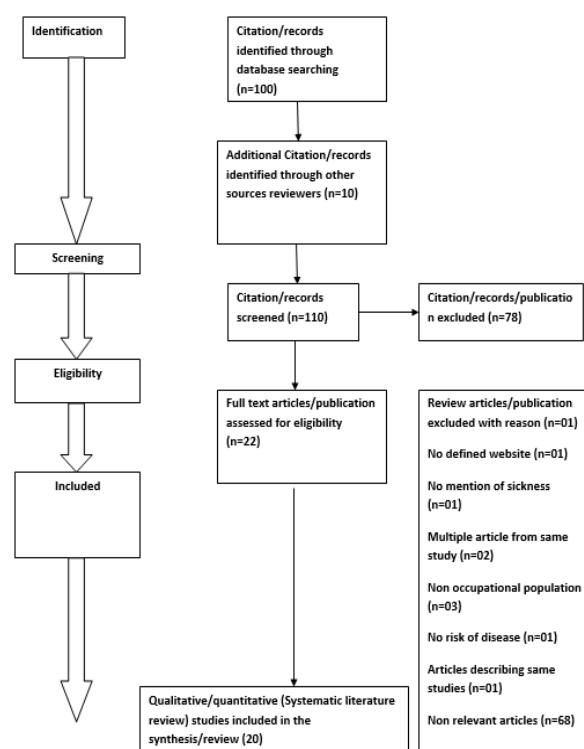 Identification
Citation/records
identified through
database searching
(n=100)
Additional Citation/records
identified through other
sources reviewers (n=10)
Screening
Citation/records
screened (n=110)
Citation/records/publicatio
n excluded (n=78)
Eligibility
Full text articles/publication
assessed for eligibility
(n=22)
Review articles/publication
excluded with reason (n=01)
No defined website (n=01)
No mention of sickness
(n=01)
Multiple article from same
study (n=02)
Non occupational population
(n=03)
No risk of disease (n=01)
Articles describing same
studies (n=01)
Non relevant articles (n=68)
Included
Qualitative/quantitative (Systematic literature
review) studies included in the
synthesis/review (20)